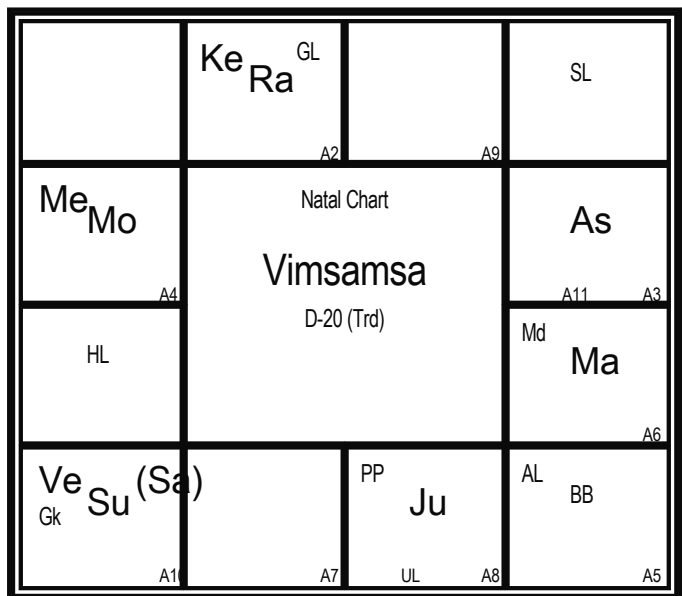 Ke Ra GL
A2
A9
SL
Me Mo
A4
Natal Chart
Vimsamsa
D-20 (Trd)
As
A11 A3
HL
Md
Ma
A6
Ve Su (Sa)
Gk
A10
A7
PP
Ju
UL A8
AL
BB
A5